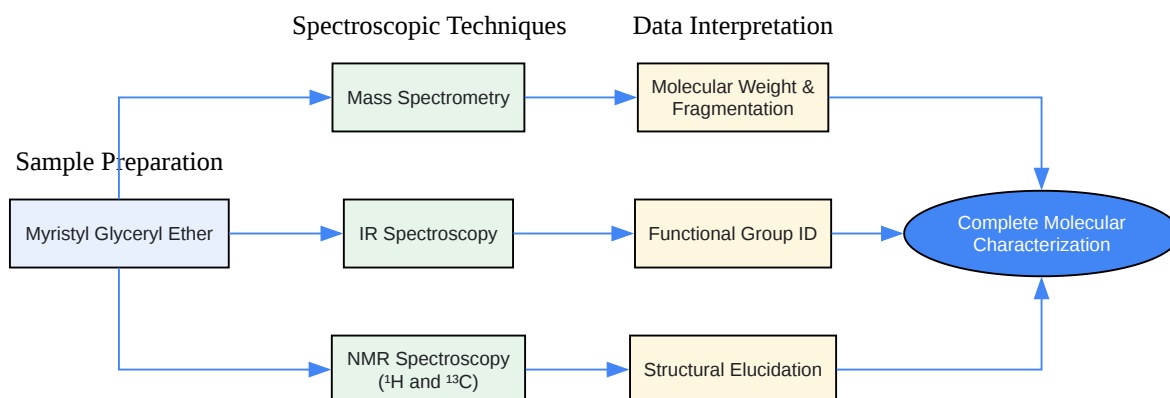 Spectroscopic Techniques
Data Interpretation
Mass Spectrometry
Molecular Weight &
Fragmentation
Sample Preparation
Myristyl Glyceryl Ether
IR Spectroscopy
Functional Group ID
Complete Molecular
Characterization
NMR Spectroscopy
(¹H and ¹³C)
Structural Elucidation